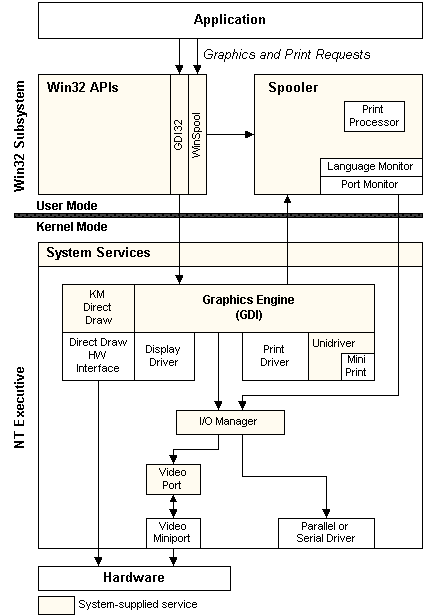 Application
Graphics and Print Requests
Win32 Subsystem
Win32 APIs
GDI32
WinSpool
Spooler
Print
Processor
Language Monitor
Port Monitor
User Mode
Kernel Mode
NT Executive
System Services
KM
Direct
Draw
Graphics Engine
(GDI)
Direct Draw
HW
Interface
Display
Driver
Print
Driver
Unidriver
Mini
Print
I/O Manager
Video
Port
Video
Miniport
Parallel or
Serial Driver
Hardware
System-supplied service